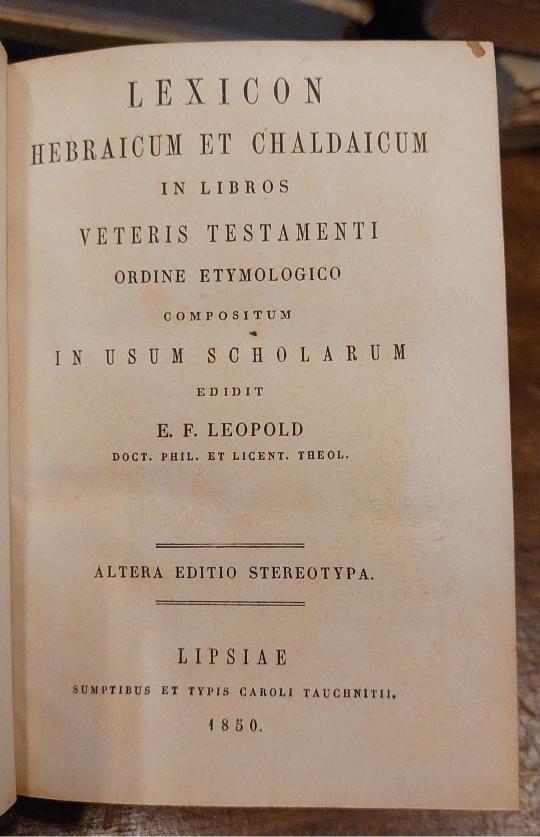 LEXICON
HEBRAICUM ET CHALDAICUM
IN LIBROS
VETERIS TESTAMENTI
ORDINE ETYMOLOGICO
COMPOSITUM
IN USUM SCHOLARUM
EDIDIT
E. F. LEOPOLD
DOCT. PHIL. ET LICENT. THEOL.
ALTERA EDITIO STEREOTYPA.
LIPSIAE
SUMPTIBUS ET TYPIS CAROLI TAUCHNITII.
1850.